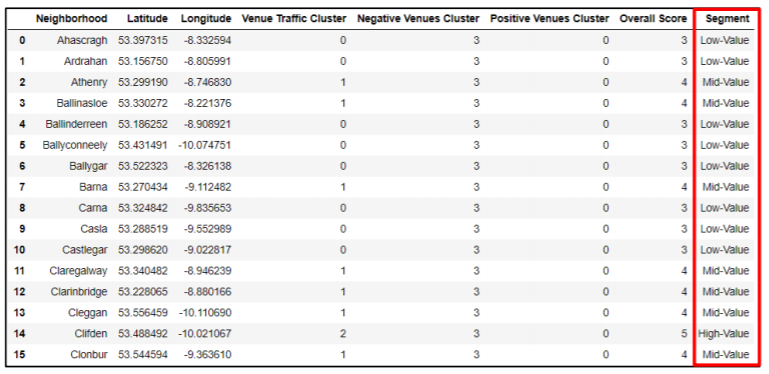 Neighborhood Latitude Longitude Venue Traffic Cluster Negative Venues Cluster Positive Venues Cluster Overall Score Segment
0 Ahascragh 53.397315 -8.332594 0 3 0 3 Low-Value
1 Ardrahan 53.156750 -8.805991 0 3 0 3 Low-Value
2 Athenry 53.299190 -8.746830 1 3 0 4 Mid-Value
3 Ballinasloe 53.330272 -8.221376 1 3 0 4 Mid-Value
4 Ballinderreen 53.186252 -8.908921 0 3 0 3 Low-Value
5 Ballyconneely 53.431491 -10.074751 0 3 0 3 Low-Value
6 Ballygar 53.522323 -8.326138 0 3 0 3 Low-Value
7 Barna 53.270434 -9.112482 1 3 0 4 Mid-Value
8 Carna 53.324842 -9.835653 0 3 0 3 Low-Value
9 Casla 53.288519 -9.552989 0 3 0 3 Low-Value
10 Castlegar 53.298620 -9.022817 0 3 0 3 Low-Value
11 Claregalway 53.340482 -8.946239 1 3 0 4 Mid-Value
12 Clarinbridge 53.228065 -8.880166 1 3 0 4 Mid-Value
13 Cleggan 53.556459 -10.110690 1 3 0 4 Mid-Value
14 Clifden 53.488492 -10.021067 2 3 0 5 High-Value
15 Clonbur 53.544594 -9.363610 1 3 0 4 Mid-Value